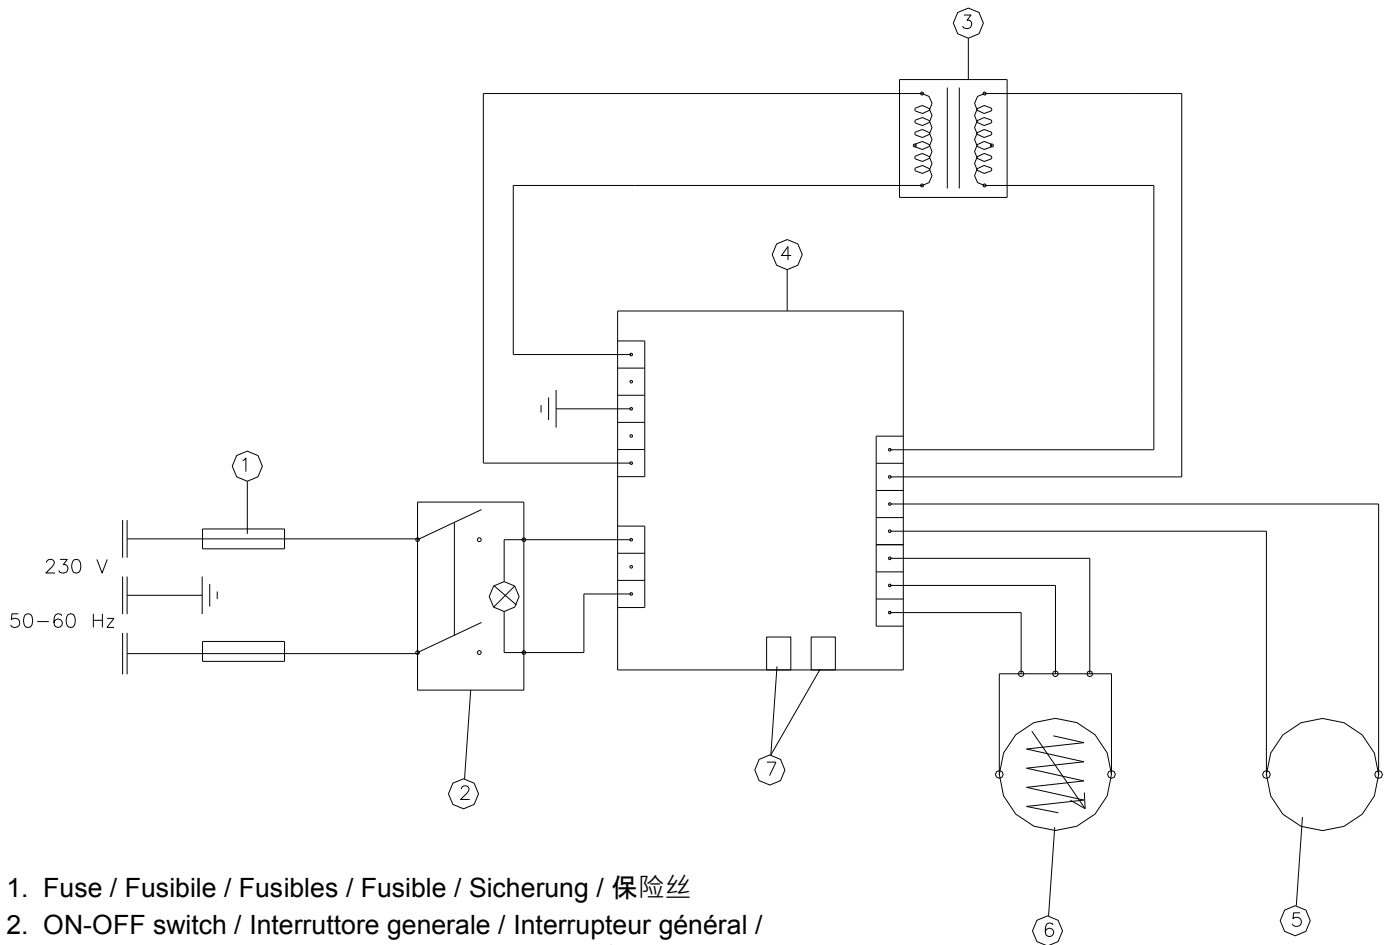 3
4
1
230 V
50-60 Hz
7
2
5
6
1. Fuse / Fusibile / Fusibles / Fusible / Sicherung / 保险丝
2. ON-OFF switch / Interruttore generale / Interrupteur général /